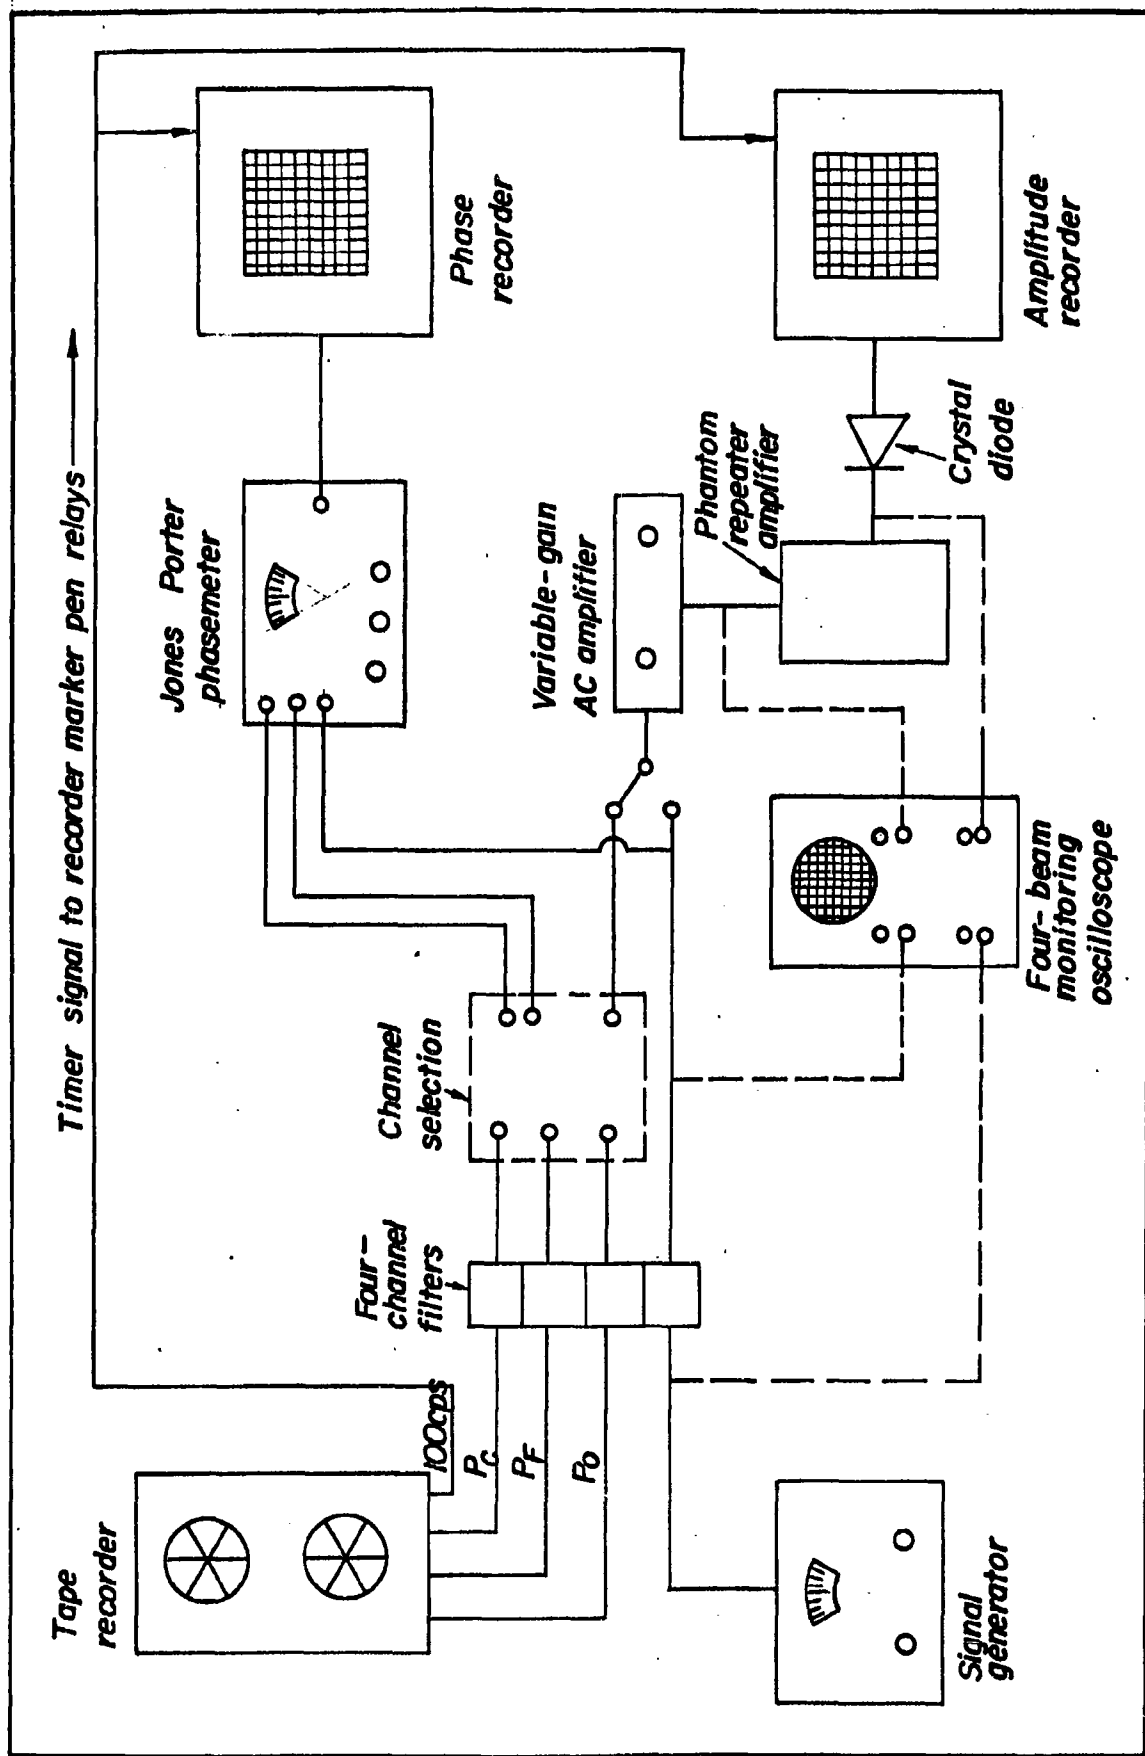 Timer signal to recorder marker pen relays
Tape
recorder
100cps
PC
PF
PO
Four-
channel
filters
Channel
selection
Jones Porter
phasemeter
Phase
recorder
Variable-gain
AC amplifier
Phantom
repeater
amplifier
Crystal
diode
Amplitude
recorder
Four-beam
monitoring
oscilloscope
Signal
generator